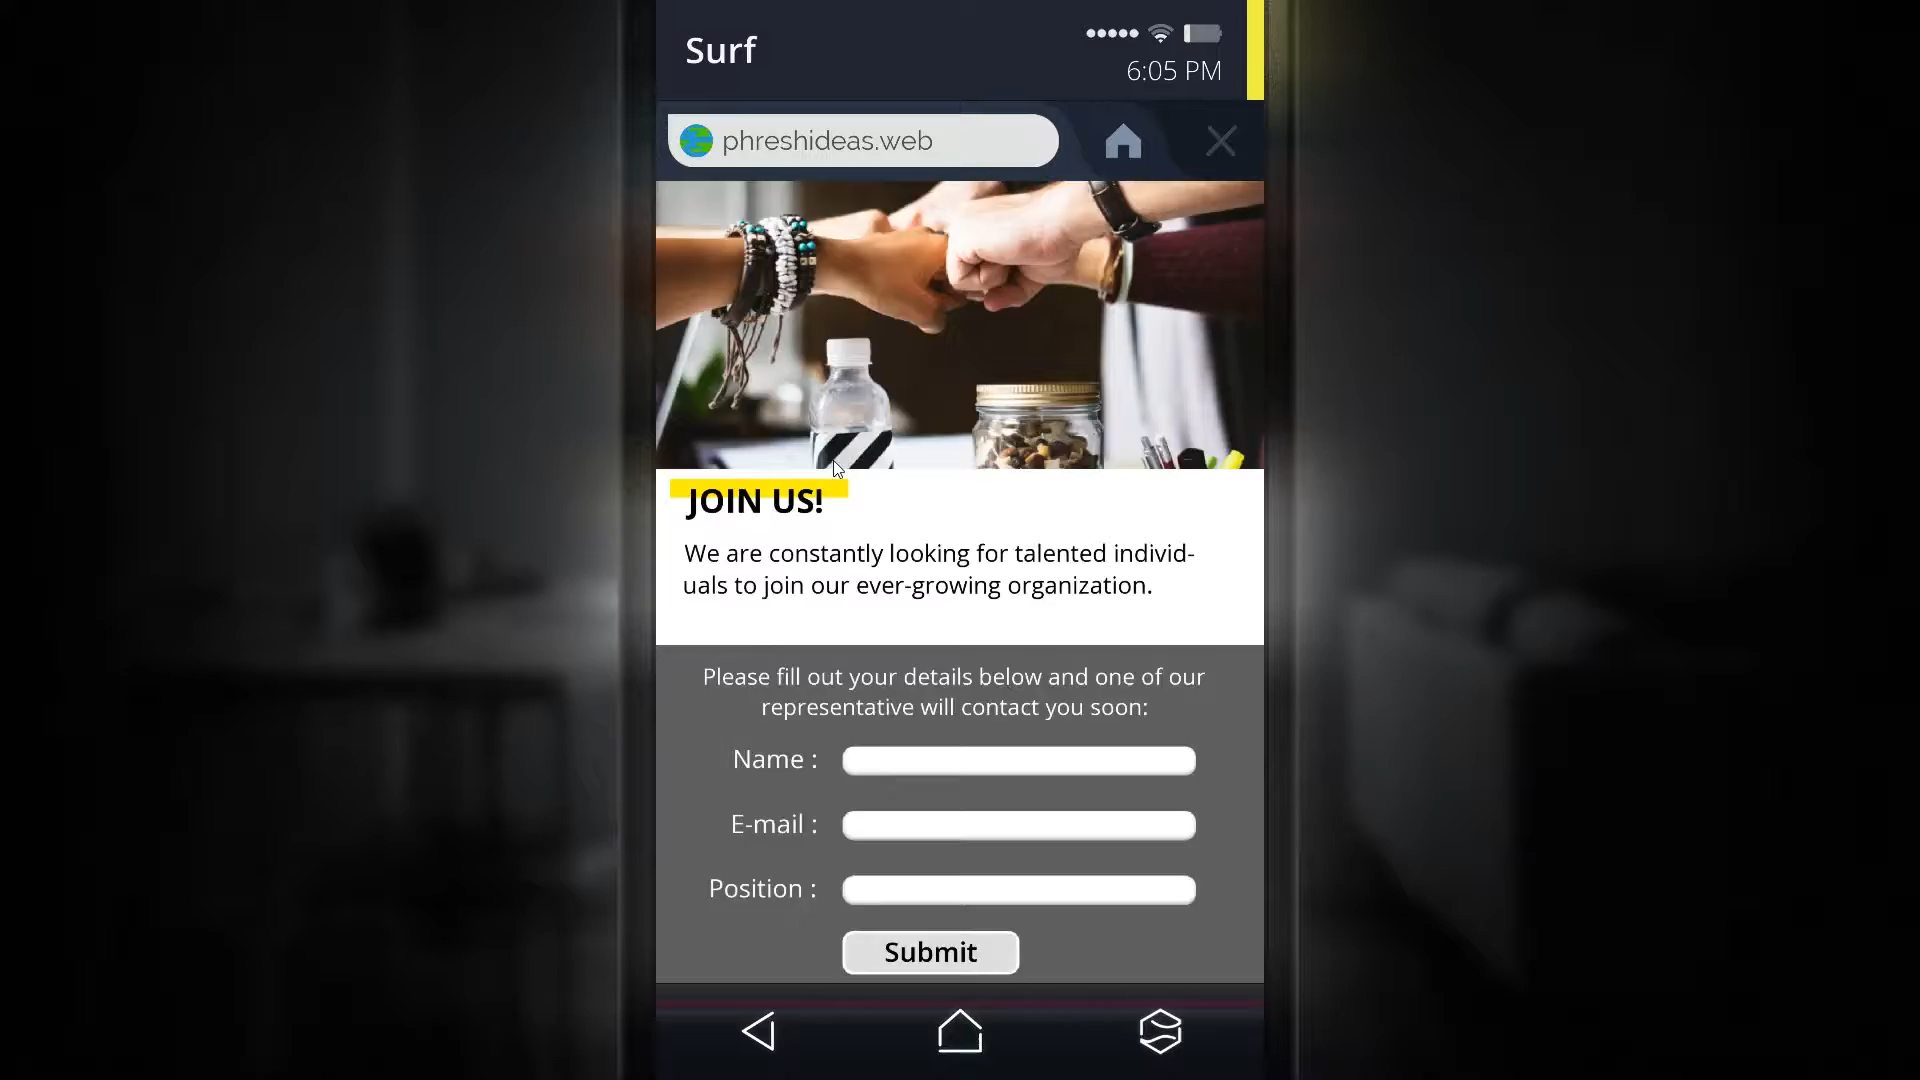 Surf
6:05 PM
phreshideas.web
JOIN US!
We are constantly looking for talented individ-
uals to join our ever-growing organization.
Please fill out your details below and one of our
representative will contact you soon:
Name :
E-mail :
Position :
Submit